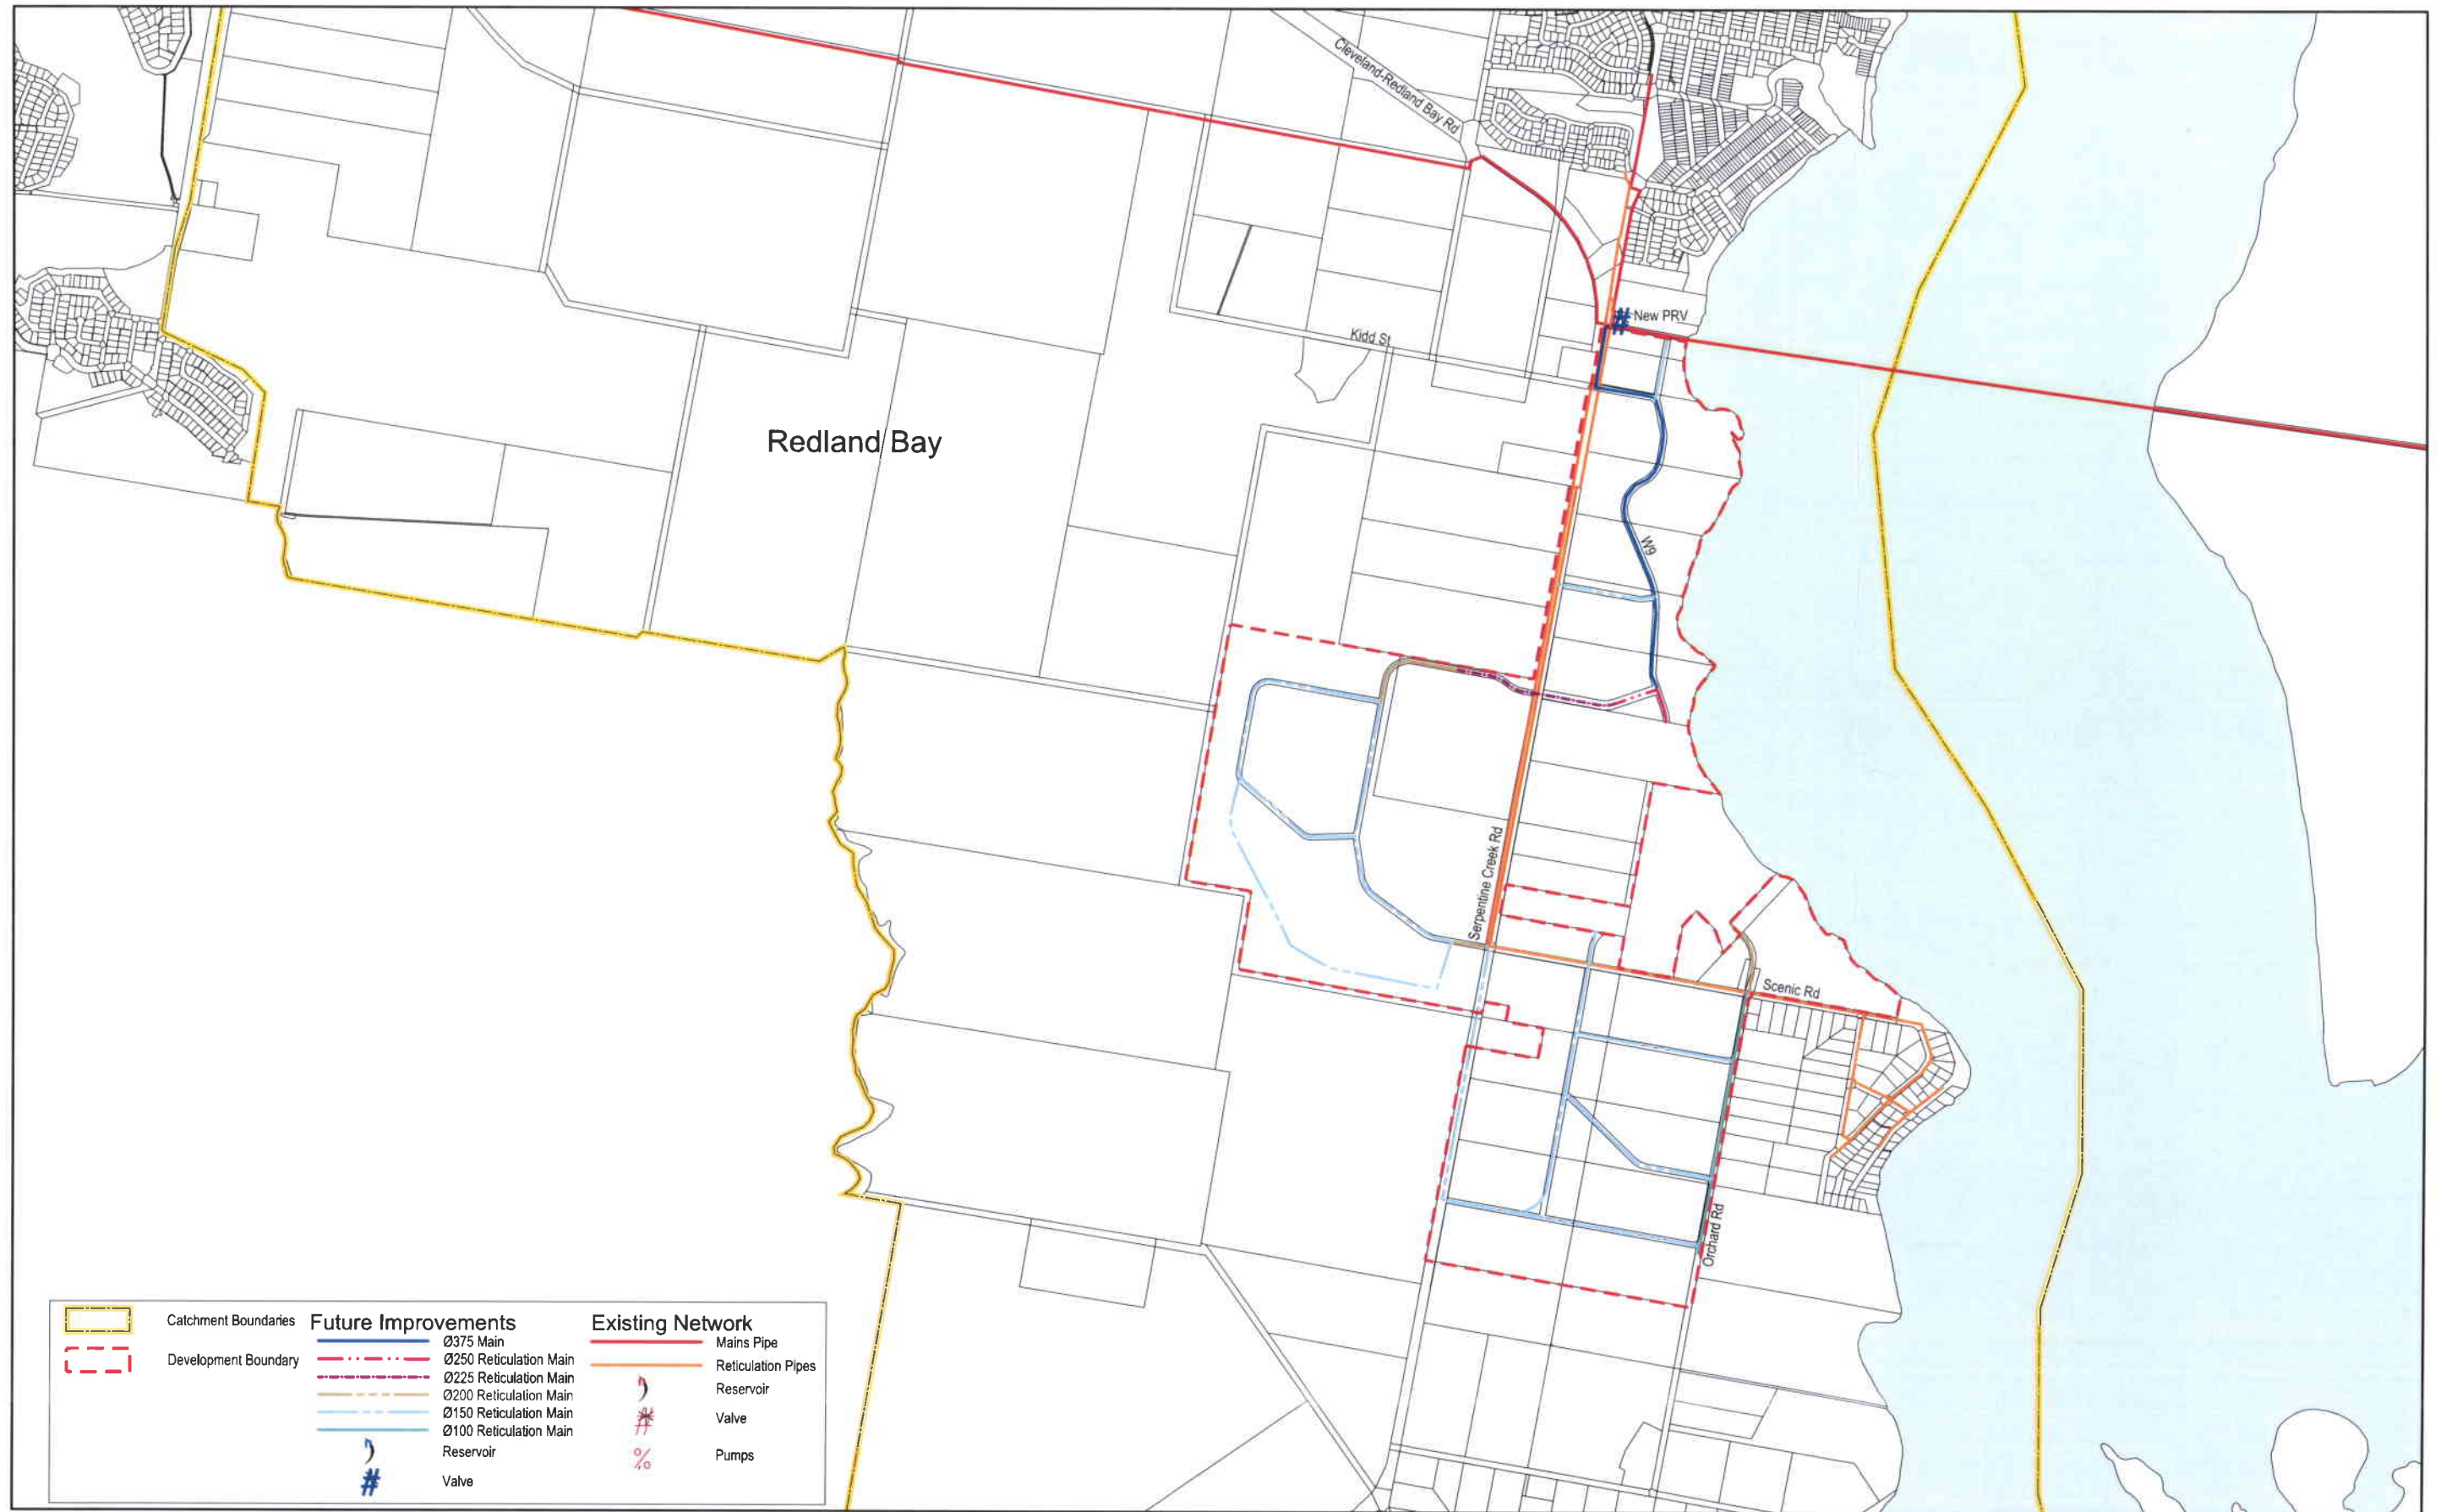 Cleveland-Redland Bay Rd
New PRV
Kidd St
Redland Bay
W9
Serpentine Creek Rd
Scenic Rd
Orchard Rd
Catchment Boundaries
Development Boundary
Future Improvements
Ø375 Main
Ø250 Reticulation Main
Ø225 Reticulation Main
Ø200 Reticulation Main
Ø150 Reticulation Main
Ø100 Reticulation Main
Reservoir
Valve
Existing Network
Mains Pipe
Reticulation Pipes
Reservoir
Valve
Pumps